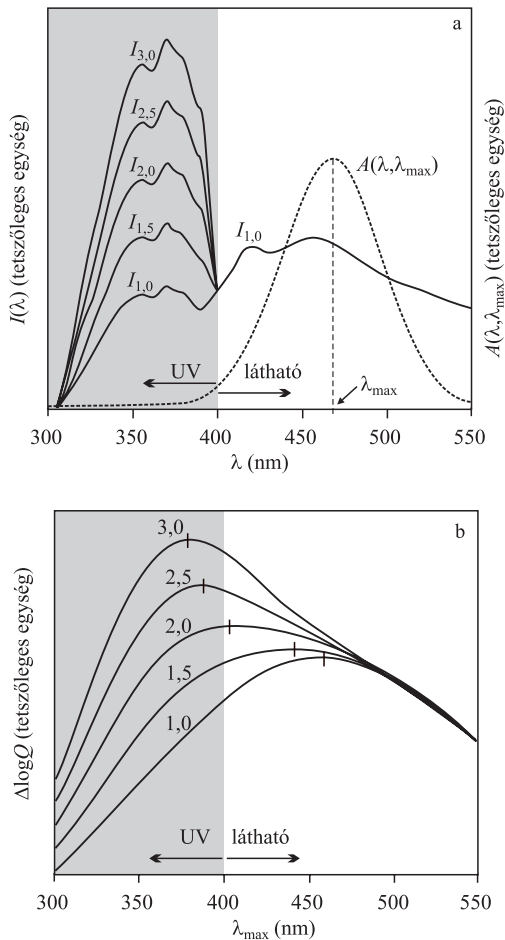 a
I(λ) (tetszőleges egység)
A(λ,λmax) (tetszőleges egység)
I3,0
I2,5
I2,0
I1,5
I1,0
I1,0
A(λ,λmax)
UV
látható
λmax
300 350 400 450 500 550
λ (nm)
b
ΔlogQ (tetszőleges egység)
3,0
2,5
2,0
1,5
1,0
UV
látható
300 350 400 450 500 550
λmax (nm)